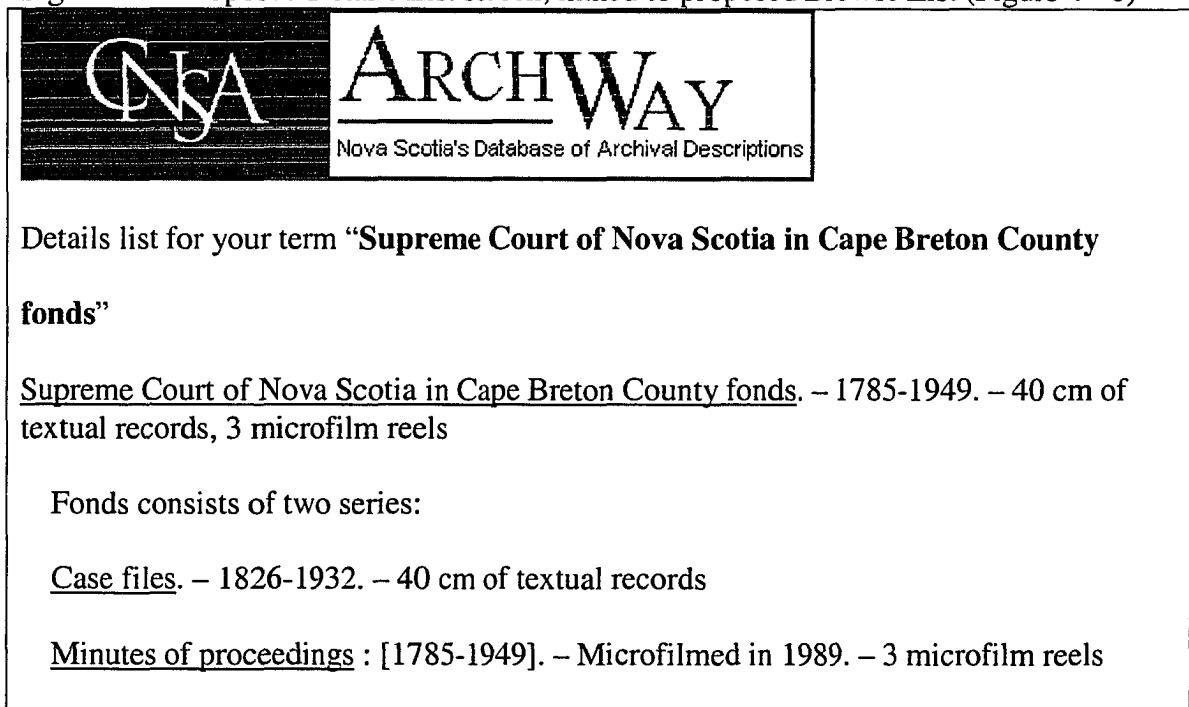 CNSA
ARCHWAY
Nova Scotia's Database of Archival Descriptions
Details list for your term “Supreme Court of Nova Scotia in Cape Breton County
fonds”
Supreme Court of Nova Scotia in Cape Breton County fonds. – 1785-1949. – 40 cm of
textual records, 3 microfilm reels
Fonds consists of two series:
Case files. – 1826-1932. – 40 cm of textual records
Minutes of proceedings : [1785-1949]. – Microfilmed in 1989. – 3 microfilm reels